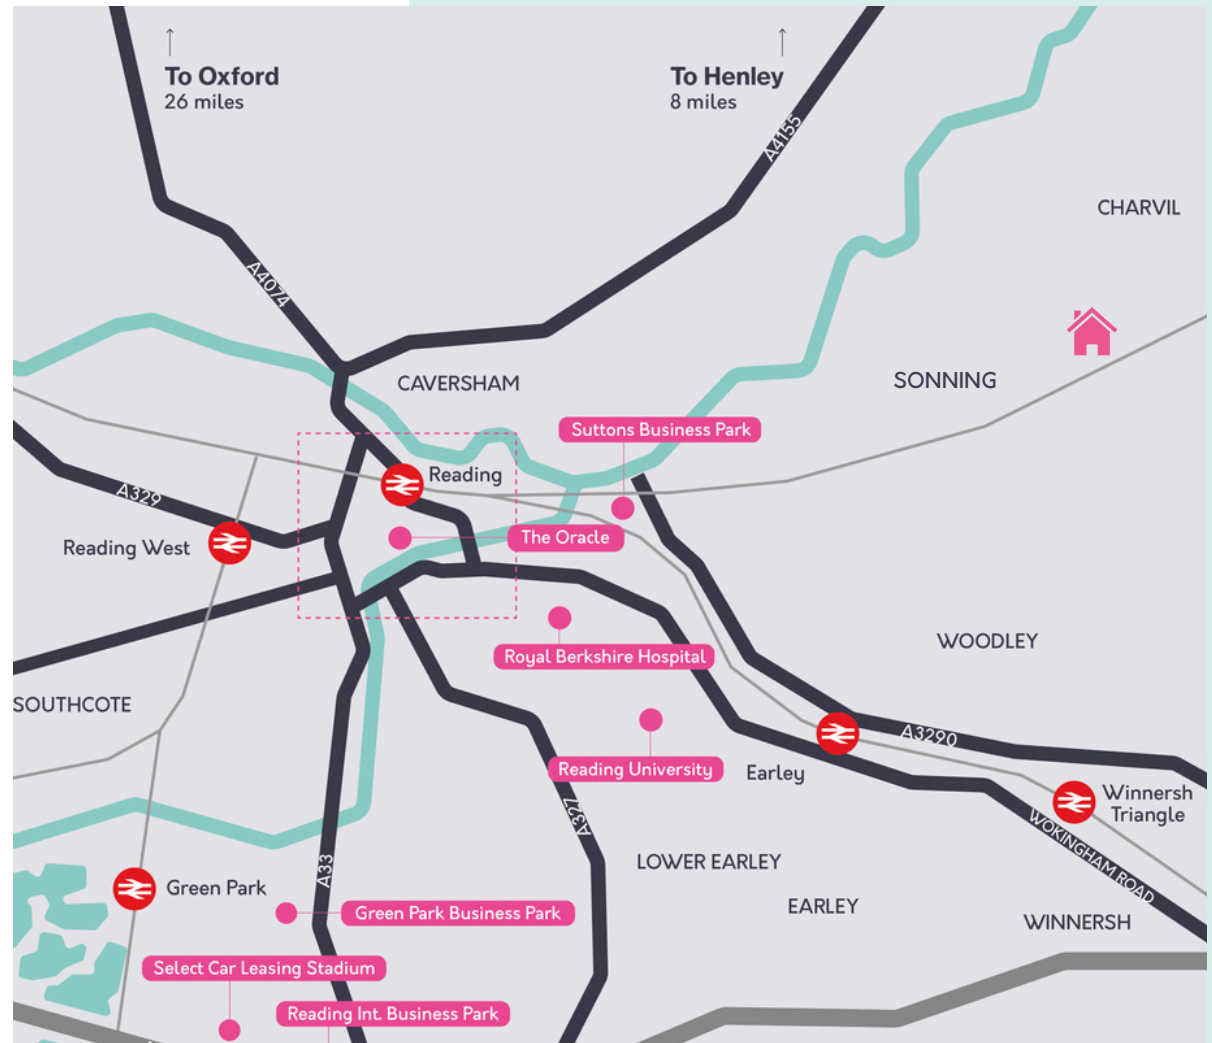 To Oxford
26 miles
To Henley
8 miles
A4155
CHARVIL
A4074
CAVERSHAM
SONNING
Suttons Business Park
Reading
A329
The Oracle
Reading West
Royal Berkshire Hospital
WOODLEY
SOUTHCOTE
A3290
Reading University
Earley
Winnersh
Triangle
A327
WOKINGHAM ROAD
LOWER EARLEY
A33
Green Park
EARLEY
Green Park Business Park
WINNERSH
Select Car Leasing Stadium
Reading Int. Business Park